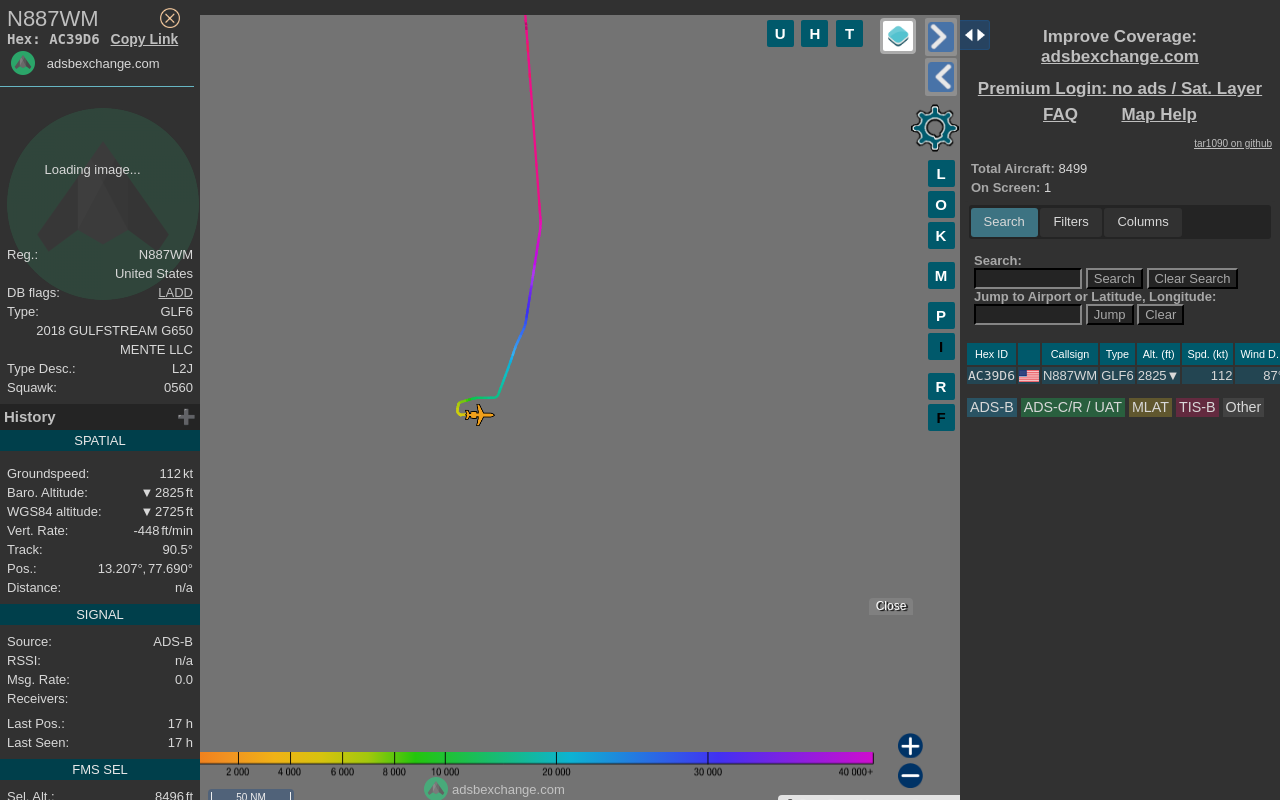 N887WM
Hex: AC39D6 Copy Link
adsbexchange.com
Loading image...
Reg.: N887WM
United States
DB flags: LADD
Type: GLF6
2018 GULFSTREAM G650
MENTE LLC
Type Desc.: L2J
Squawk: 0560
History
SPATIAL
Groundspeed: 112 kt
Baro. Altitude: ▼ 2825 ft
WGS84 altitude: ▼ 2725 ft
Vert. Rate: -448 ft/min
Track: 90.5°
Pos.: 13.207°, 77.690°
Distance: n/a
SIGNAL
Source: ADS-B
RSSI: n/a
Msg. Rate: 0.0
Receivers:
Last Pos.: 17 h
Last Seen: 17 h
FMS SEL
Sel. Alt.: 8496 ft
U H T
L
O
K
M
P
I
R
F
Close
2 000 4 000 6 000 8 000 10 000 20 000 30 000 40 000+
adsbexchange.com
50 NM
Improve Coverage:
adsbexchange.com
Premium Login: no ads / Sat. Layer
FAQ Map Help
tar1090 on github
Total Aircraft: 8499
On Screen: 1
Search Filters Columns
Search:
Search Clear Search
Jump to Airport or Latitude, Longitude:
Jump Clear
Hex ID Callsign Type Alt. (ft) Spd. (kt) Wind D.
AC39D6 N887WM GLF6 2825▼ 112 87°
ADS-B ADS-C/R / UAT MLAT TIS-B Other